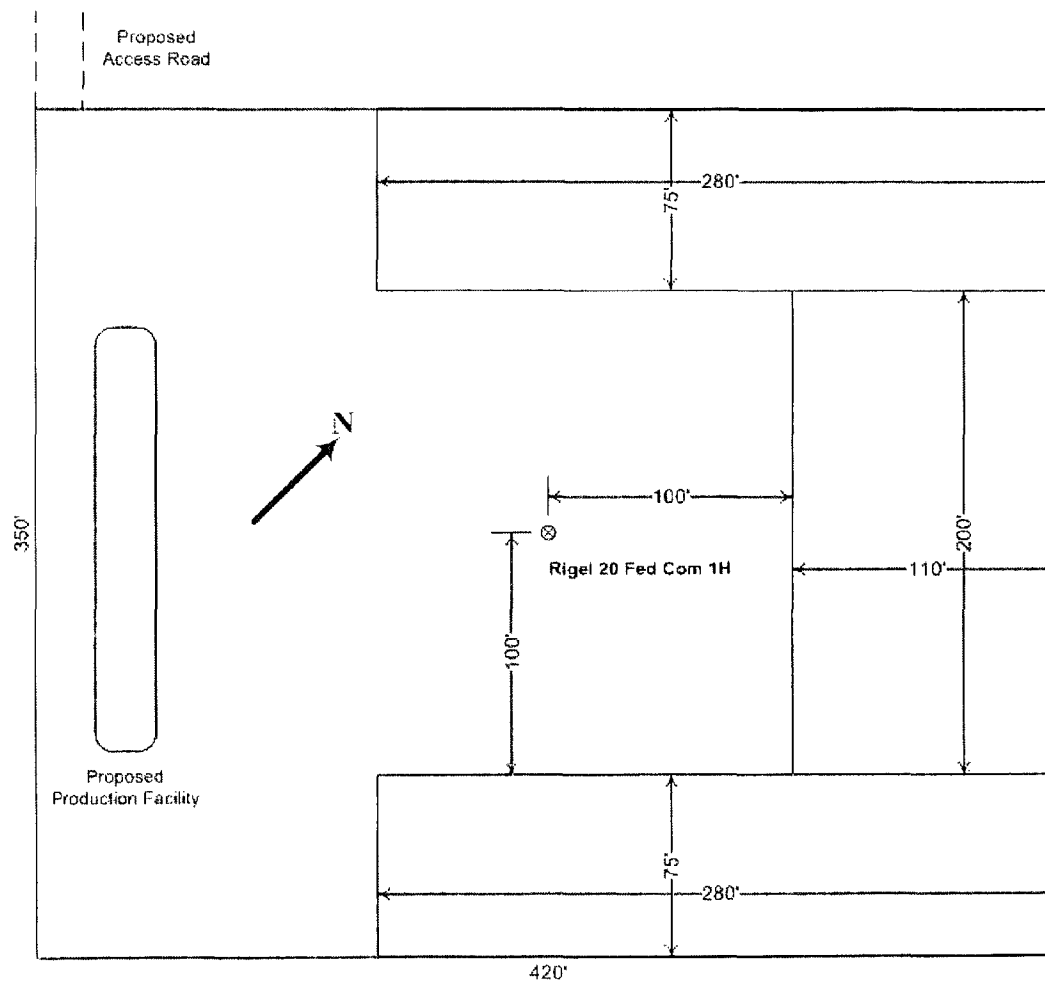 Proposed
Access Road
280'
75'
N
100'
350'
200'
Rigel 20 Fed Com 1H
110'
100'
Proposed
Production Facility
75'
280'
420'